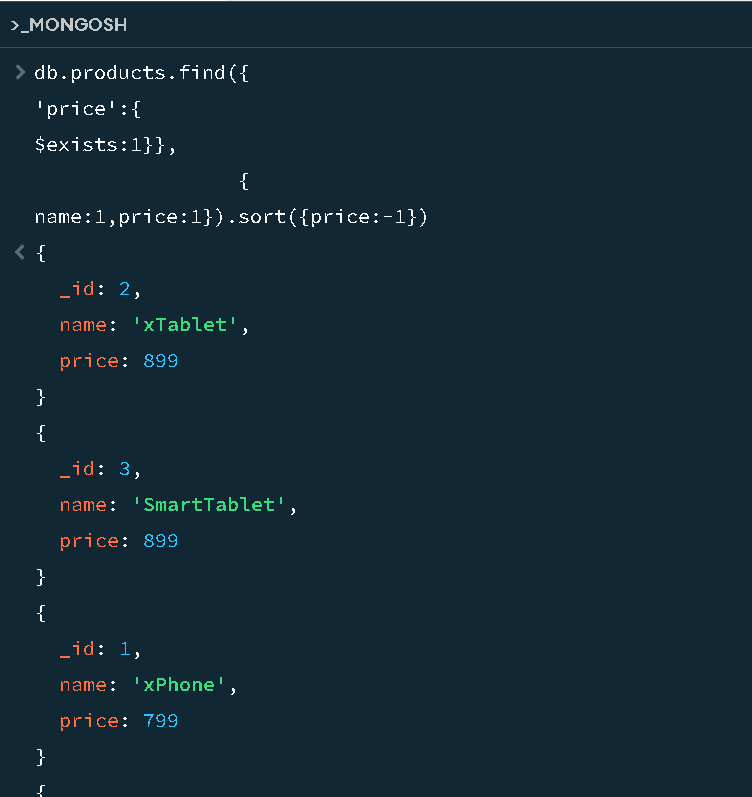 >_MONGOSH
> db.products.find({
'price':{
$exists:1}},
{
name:1,price:1}).sort({price:-1})
< {
_id: 2,
name: 'xTablet',
price: 899
}
{
_id: 3,
name: 'SmartTablet',
price: 899
}
{
_id: 1,
name: 'xPhone',
price: 799
}
{